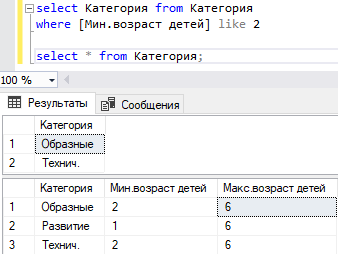 select Категория from Категория
where [Мин.возраст детей] like 2
select * from Категория;
100 %
Результаты Сообщения
Категория
1 Образные
2 Технич.
Категория Мин.возраст детей Макс.возраст детей
1 Образные 2 6
2 Развитие 1 6
3 Технич. 2 6